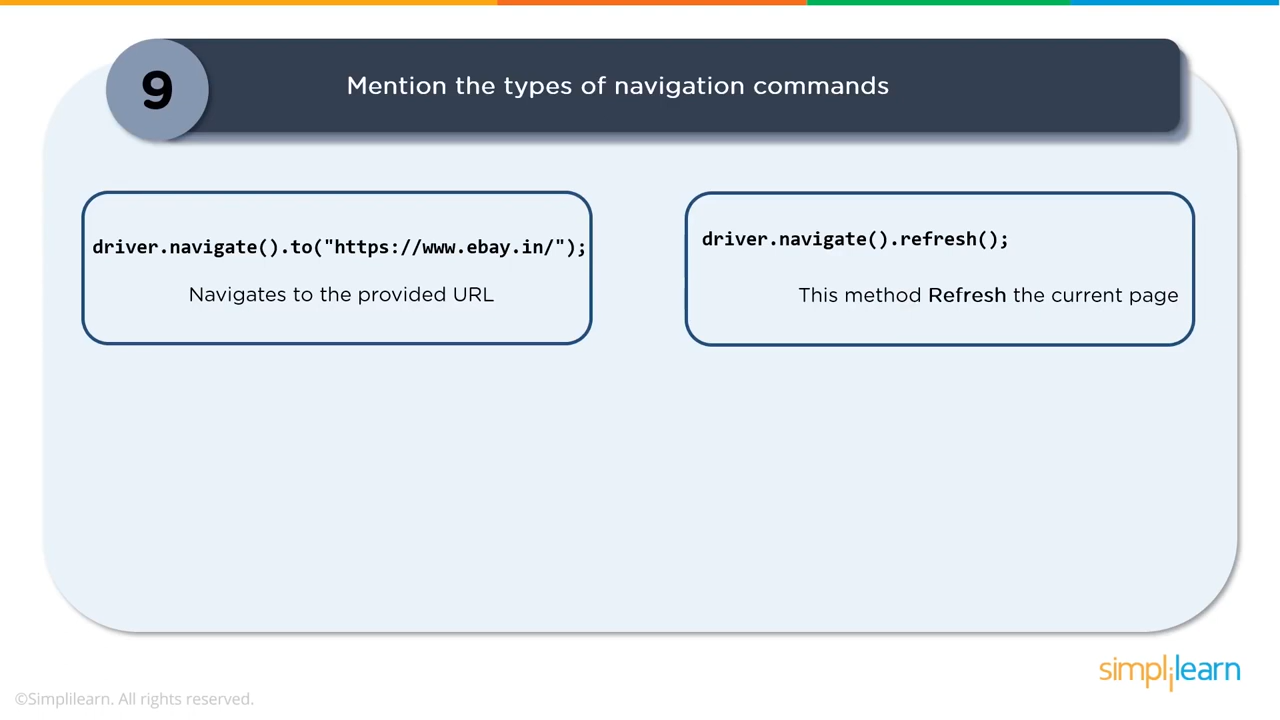 9
Mention the types of navigation commands
driver.navigate().to("https://www.ebay.in/");
Navigates to the provided URL
driver.navigate().refresh();
This method Refresh the current page
simplilearn
©Simplilearn. All rights reserved.